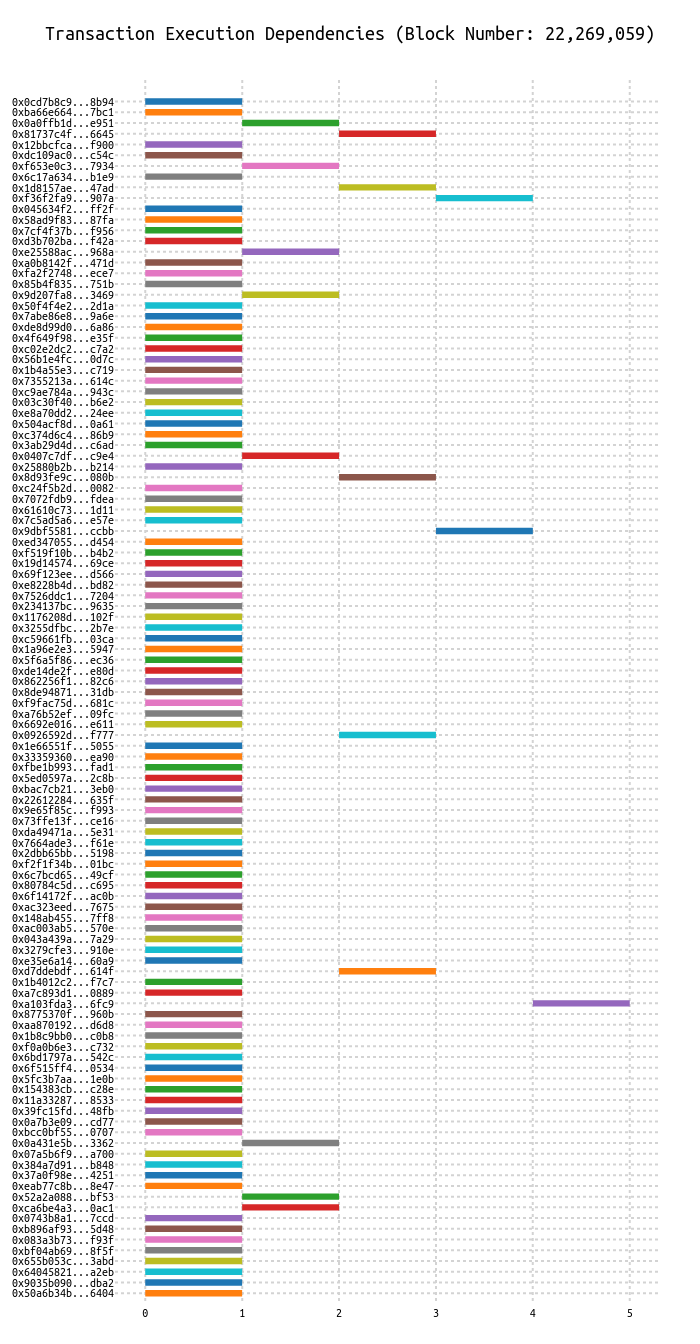 Transaction Execution Dependencies (Block Number: 22,269,059)
0x0cd7b8c9...8b94
0xba66e664...7bc1
0x0a0ffb1d...e951
0x81737c4f...6645
0x12bbcfca...f900
0xdc109ac0...c54c
0xf653e0c3...7934
0x6c17a634...b1e9
0x1d8157ae...47ad
0xf36f2fa9...907a
0x045634f2...ff2f
0x58ad9f83...87fa
0x7cf4f37b...f956
0xd3b702ba...f42a
0xe25588ac...968a
0xa0b8142f...471d
0xfa2f2748...ece7
0x85b4f835...751b
0x9d207fa8...3469
0x50f4f4e2...2d1a
0x7abe86e8...9a6e
0xde8d99d0...6a86
0x4f649f98...e35f
0xc02e2dc2...c7a2
0x56b1e4fc...0d7c
0x1b4a55e3...c719
0x7355213a...614c
0xc9ae784a...943c
0x03c30f40...b6e2
0xe8a70dd2...24ee
0x504acf8d...0a61
0xc374d6c4...86b9
0x3ab29d4d...c6ad
0x0407c7df...c9e4
0x25880b2b...b214
0x8d93fe9c...080b
0xc24f5b2d...0082
0x7072fdb9...fdea
0x61610c73...1d11
0x7c5ad5a6...e57e
0x9dbf5581...ccbb
0xed347055...d454
0xf519f10b...b4b2
0x19d14574...69ce
0x69f123ee...d566
0xe8228b4d...bd82
0x7526ddc1...7204
0x234137bc...9635
0x1176208d...102f
0x3255dfbc...2b7e
0xc59661fb...03ca
0x1a96e2e3...5947
0x5f6a5f86...ec36
0xde14de2f...e80d
0x862256f1...82c6
0x8de94871...31db
0xf9fac75d...681c
0xa76b52ef...09fc
0x6692e016...e611
0x0926592d...f777
0x1e66551f...5055
0x33359360...ea90
0xfbe1b993...fad1
0x5ed0597a...2c8b
0xbac7cb21...3eb0
0x22612284...635f
0x9e65f85c...f993
0x73ffe13f...ce16
0xda49471a...5e31
0x7664ade3...f61e
0x2dbb65bb...5198
0xf2f1f34b...01bc
0x6c7bcd65...49cf
0x80784c5d...c695
0x6f14172f...ac0b
0xac323eed...7675
0x148ab455...7ff8
0xac003ab5...570e
0x043a439a...7a29
0x3279cfe3...910e
0xe35e6a14...60a9
0xd7ddebdf...614f
0x1b4012c2...f7c7
0xa7c893d1...0889
0xa103fda3...6fc9
0x8775370f...960b
0xaa870192...d6d8
0x1b8c9bb0...c0b8
0xf0a0b6e3...c732
0x6bd1797a...542c
0x6f515ff4...0534
0x5fc3b7aa...1e0b
0x154383cb...c28e
0x11a33287...8533
0x39fc15fd...48fb
0x0a7b3e09...cd77
0xbcc0bf55...0707
0x0a431e5b...3362
0x07a5b6f9...a700
0x384a7d91...b848
0x37a0f98e...4251
0xeab77c8b...8e47
0x52a2a088...bf53
0xca6be4a3...0ac1
0x0743b8a1...7ccd
0xb896af93...5d48
0x083a3b73...f93f
0xbf04ab69...8f5f
0x655b053c...3abd
0x64045821...a2eb
0x9035b090...dba2
0x50a6b34b...6404
0 1 2 3 4 5